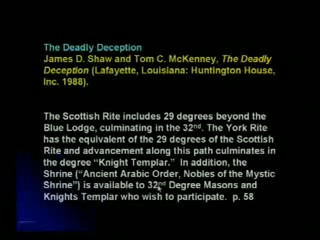 The Deadly Deception
James D. Shaw and Tom C. McKenney, The Deadly
Deception (Lafayette, Louisiana: Huntington House,
Inc. 1988).
The Scottish Rite includes 29 degrees beyond the
Blue Lodge, culminating in the 32nd. The York Rite
has the equivalent of the 29 degrees of the Scottish
Rite and advancement along this path culminates in
the degree “Knight Templar.” In addition, the
Shrine (“Ancient Arabic Order, Nobles of the Mystic
Shrine”) is available to 32nd Degree Masons and
Knights Templar who wish to participate. p. 58